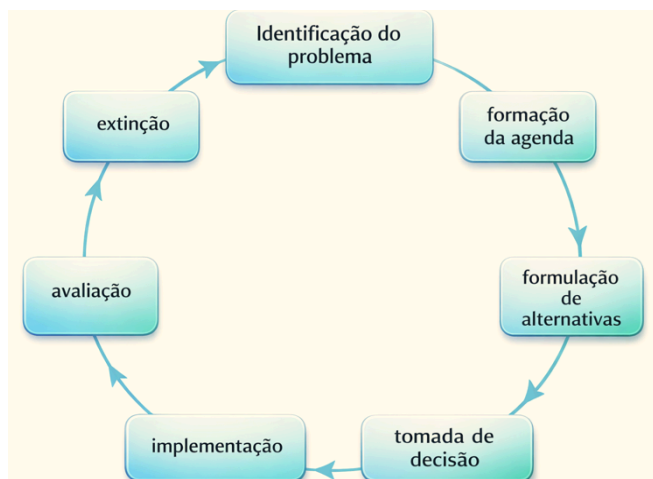 Identificação do
problema
formação
da agenda
formulação
de
alternativas
tomada de
decisão
implementação
avaliação
extinção